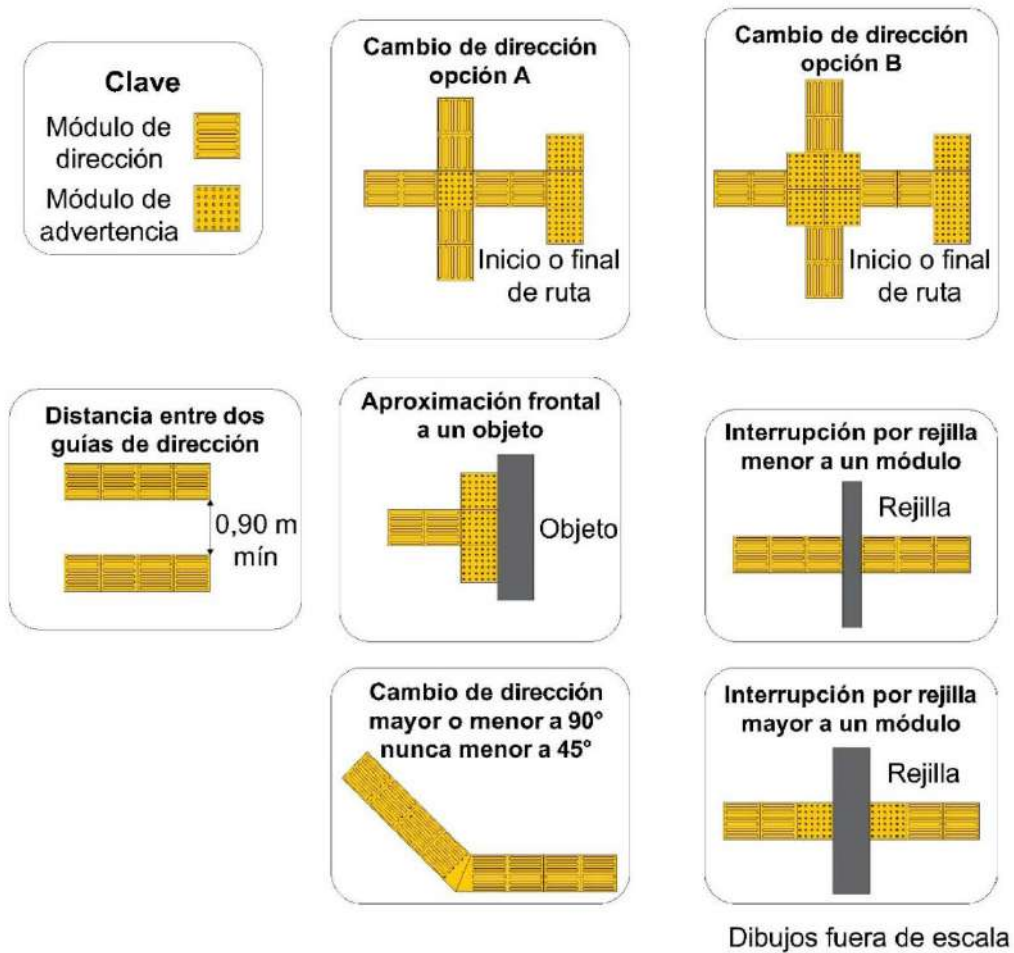 Clave
Módulo de
dirección
Módulo de
advertencia
Cambio de dirección
opción A
Inicio o final
de ruta
Cambio de dirección
opción B
Inicio o final
de ruta
Distancia entre dos
guías de dirección
0,90 m
mín
Aproximación frontal
a un objeto
Objeto
Interrupción por rejilla
menor a un módulo
Rejilla
Cambio de dirección
mayor o menor a 90°
nunca menor a 45°
Interrupción por rejilla
mayor a un módulo
Rejilla
Dibujos fuera de escala